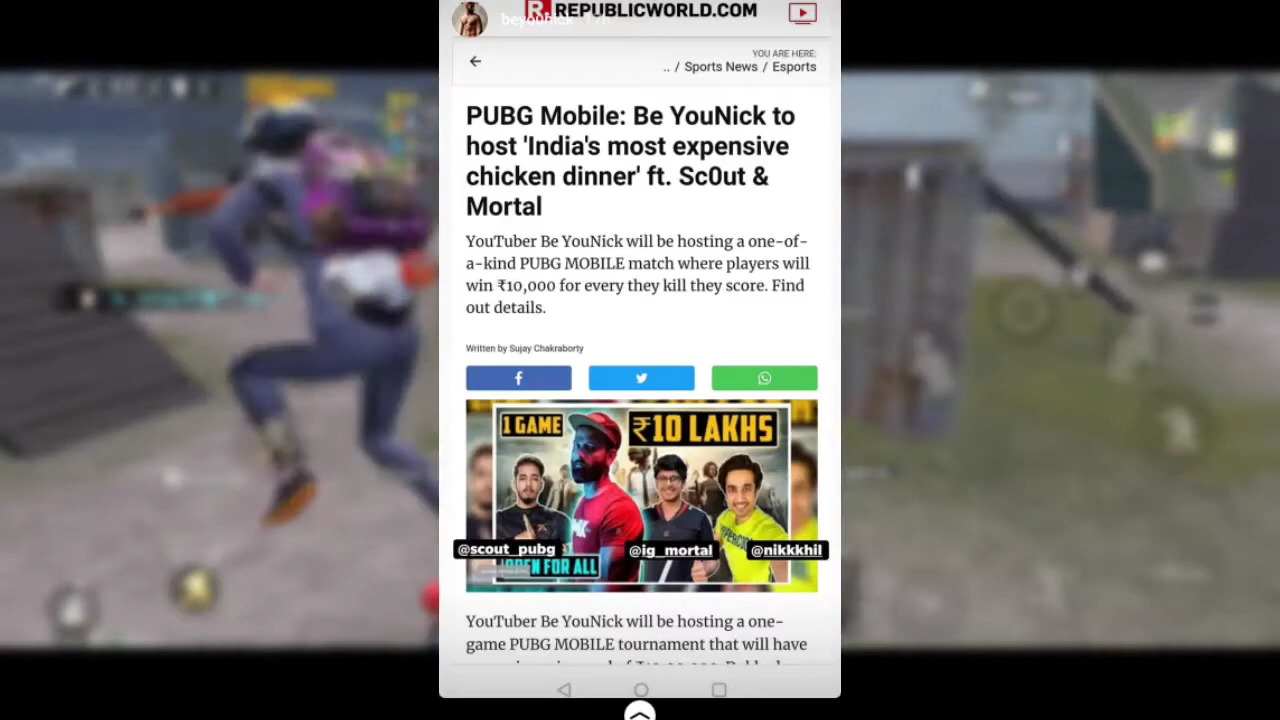 REPUBLICWORLD.COM
beyounick 17h
YOU ARE HERE:
.. / Sports News / Esports
PUBG Mobile: Be YouNick to
host 'India's most expensive
chicken dinner' ft. Sc0ut &
Mortal
YouTuber Be YouNick will be hosting a one-of-
a-kind PUBG MOBILE match where players will
win ₹10,000 for every they kill they score. Find
out details.
Written by Sujay Chakraborty
1 GAME
₹10 LAKHS
@scout_pubg
@ig_mortal
@nikkkhil
OPEN FOR ALL
YouTuber Be YouNick will be hosting a one-
game PUBG MOBILE tournament that will have